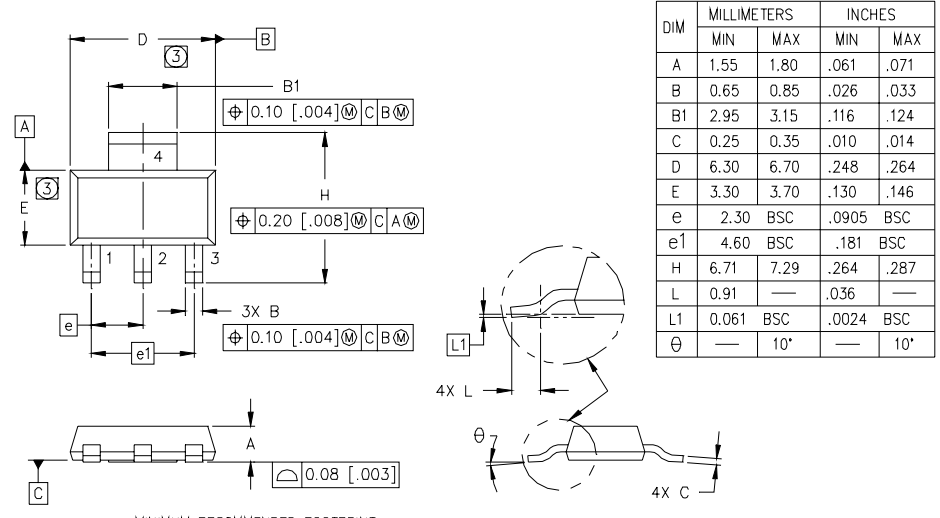 D
B
3
B1
⌖ 0.10 [.004]Ⓜ C BⓂ
A
4
3
E
H
⌖ 0.20 [.008]Ⓜ C AⓂ
1 2 3
3X B
e
⌖ 0.10 [.004]Ⓜ C BⓂ
e1
L1
4X L
A
⌓ 0.08 [.003]
C
θ
4X C
DIM MILLIMETERS INCHES
MIN MAX MIN MAX
A 1.55 1.80 .061 .071
B 0.65 0.85 .026 .033
B1 2.95 3.15 .116 .124
C 0.25 0.35 .010 .014
D 6.30 6.70 .248 .264
E 3.30 3.70 .130 .146
e 2.30 BSC .0905 BSC
e1 4.60 BSC .181 BSC
H 6.71 7.29 .264 .287
L 0.91 — .036 —
L1 0.061 BSC .0024 BSC
θ — 10° — 10°